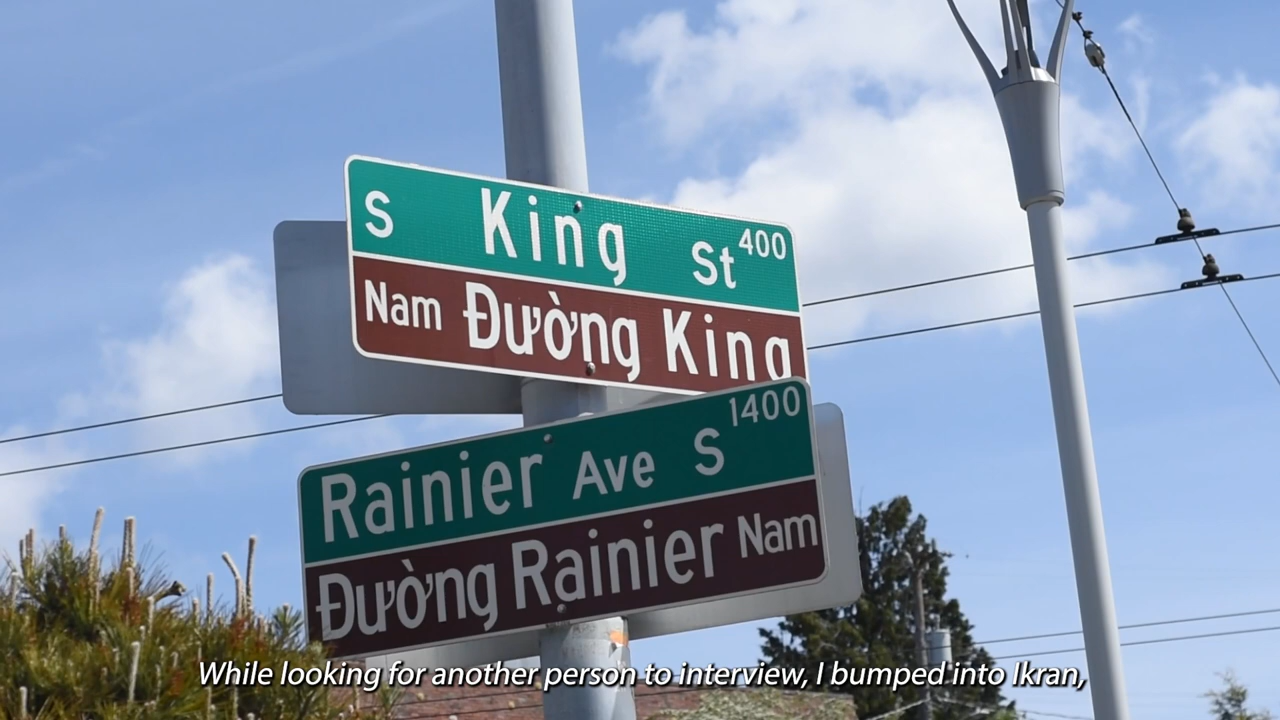 S King St 400
Nam Đường King
Rainier Ave S 1400
Đường Rainier Nam
While looking for another person to interview, I bumped into Ikran,